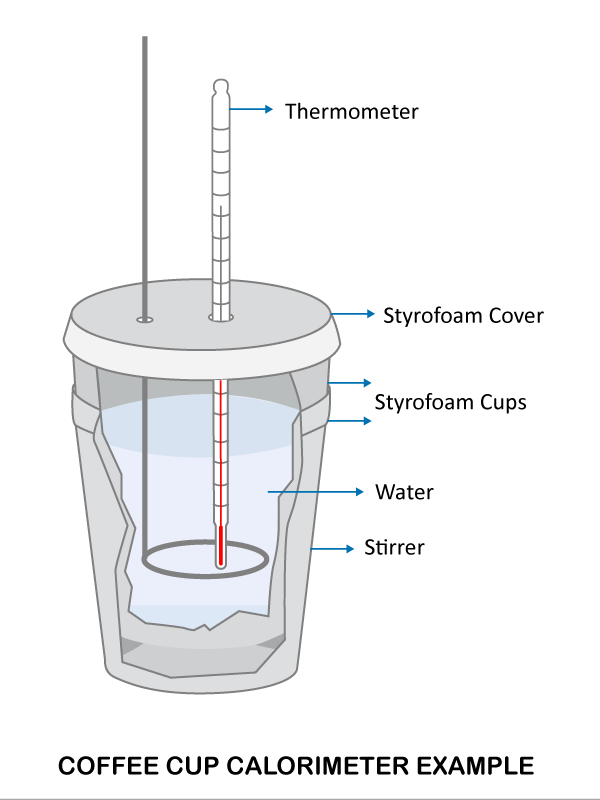 Thermometer
Styrofoam Cover
Styrofoam Cups
Water
Stirrer
COFFEE CUP CALORIMETER EXAMPLE